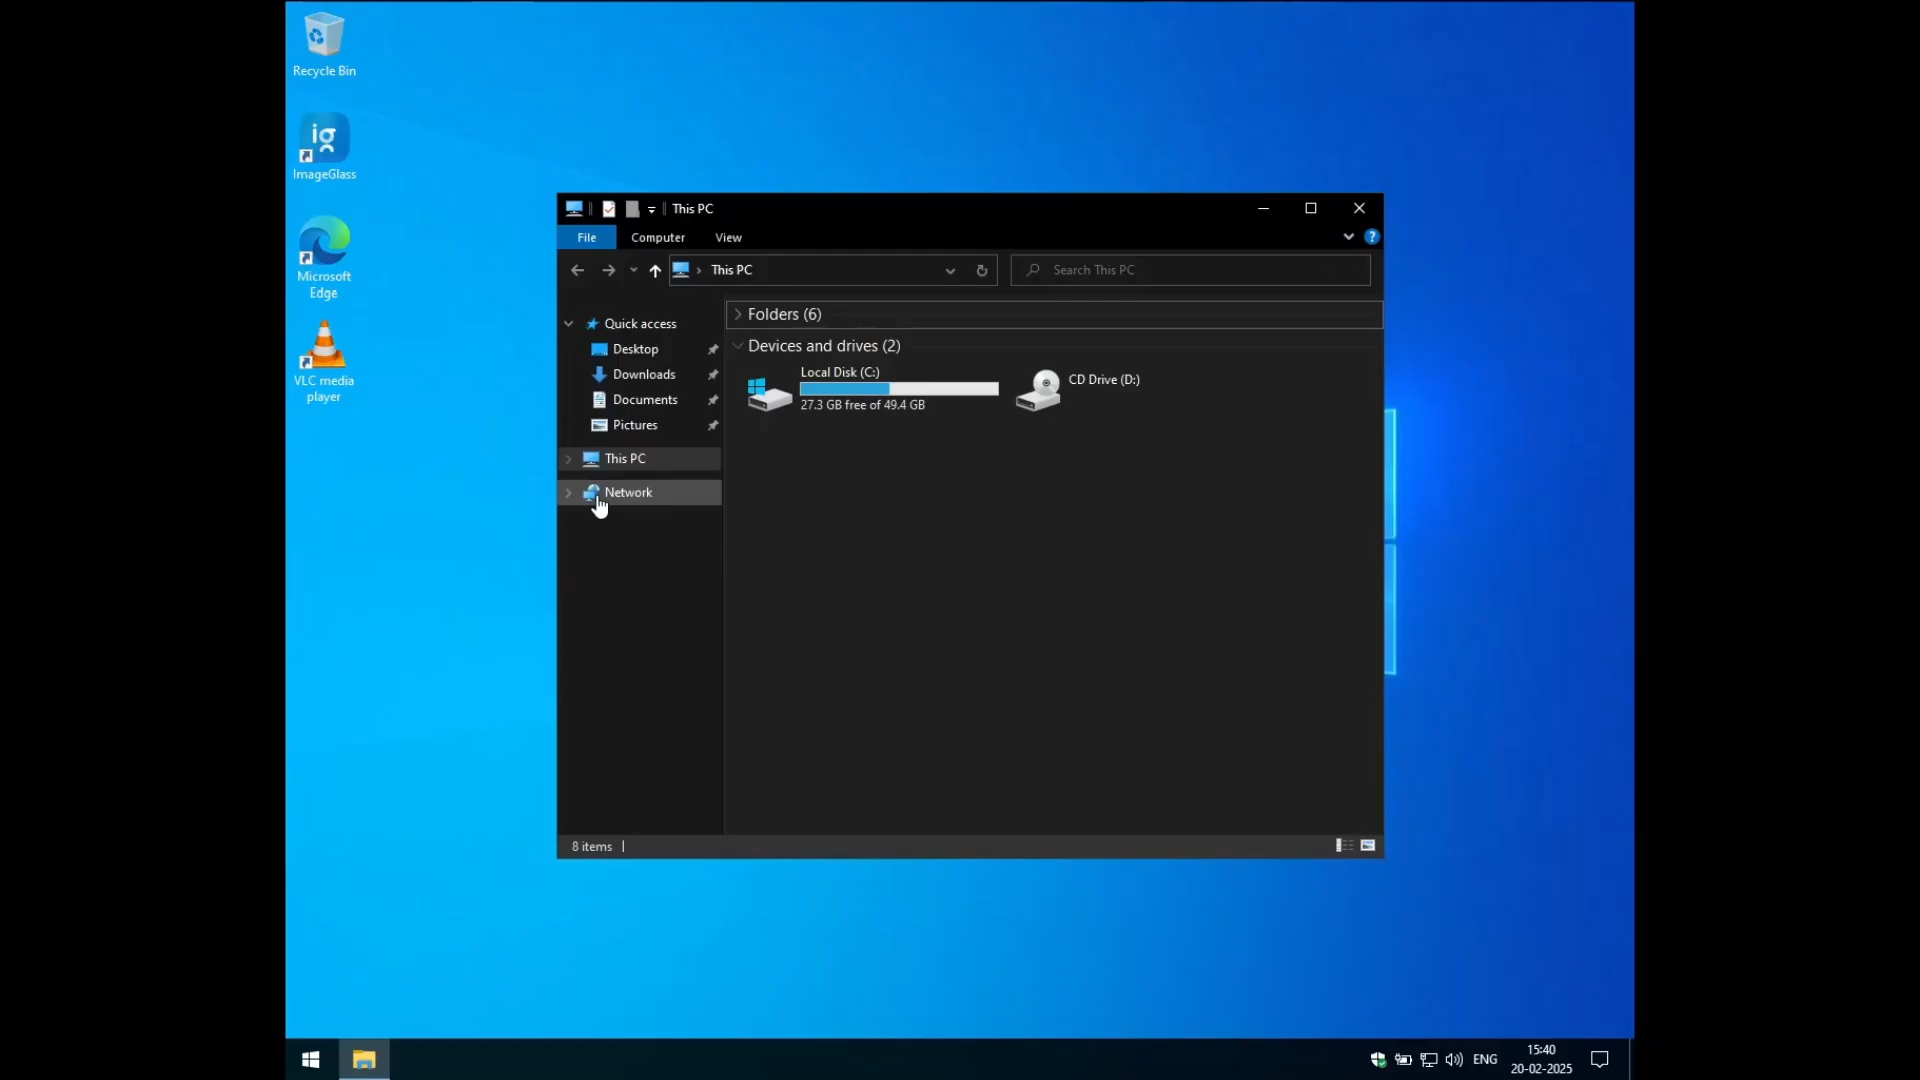 Recycle Bin
ig
ImageGlass
Microsoft
Edge
VLC media
player
This PC
File
Computer
View
?
This PC
Search This PC
Quick access
Desktop
Downloads
Documents
Pictures
This PC
Network
Folders (6)
Devices and drives (2)
Local Disk (C:)
27.3 GB free of 49.4 GB
CD Drive (D:)
8 items
ENG
15:40
20-02-2025